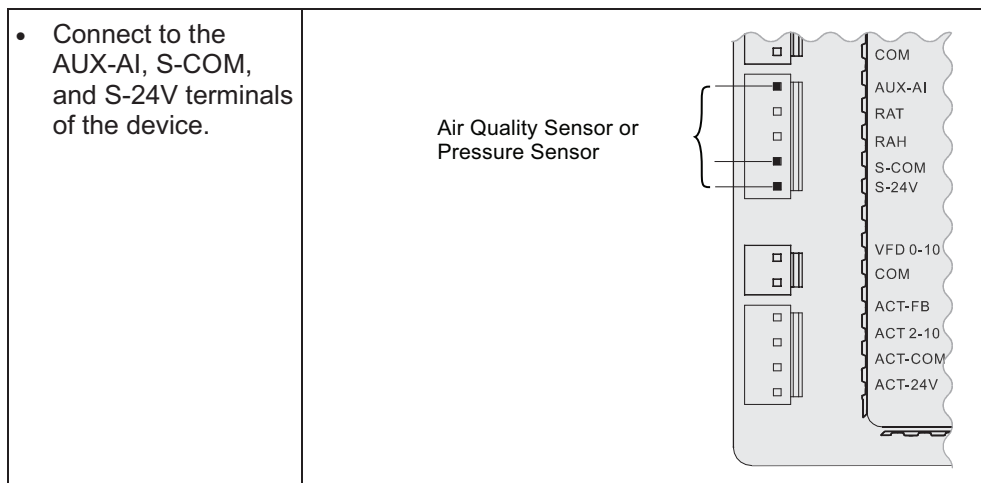 • Connect to the
AUX-AI, S-COM,
and S-24V terminals
of the device.
Air Quality Sensor or
Pressure Sensor
COM
AUX-AI
RAT
RAH
S-COM
S-24V
VFD 0-10
COM
ACT-FB
ACT 2-10
ACT-COM
ACT-24V